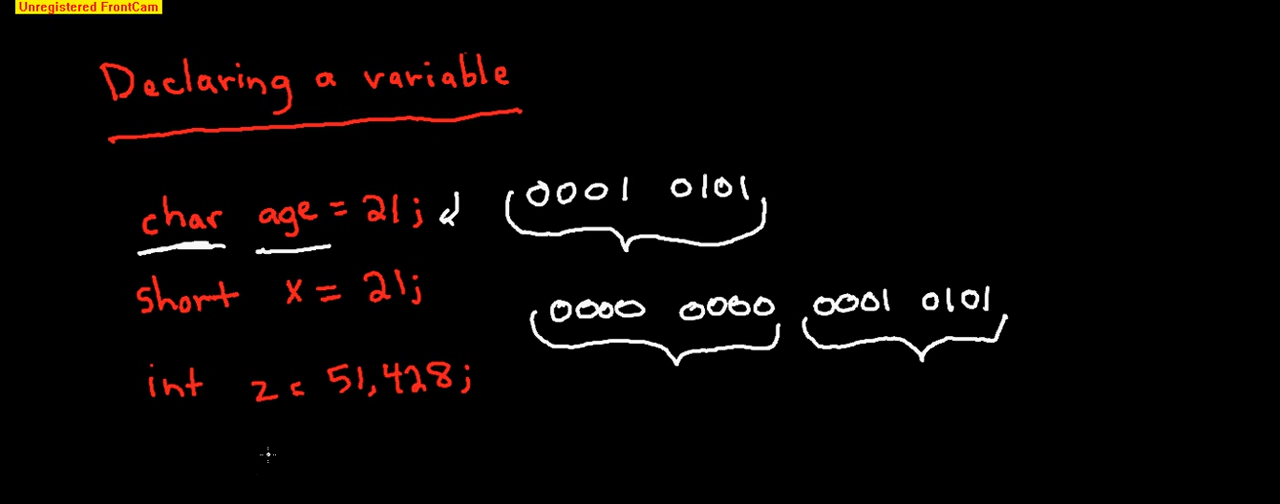 Unregistered FrontCam
Declaring a variable
char age = 21; 0001 0101
short x = 21; 0000 0000 0001 0101
int z = 51,428;